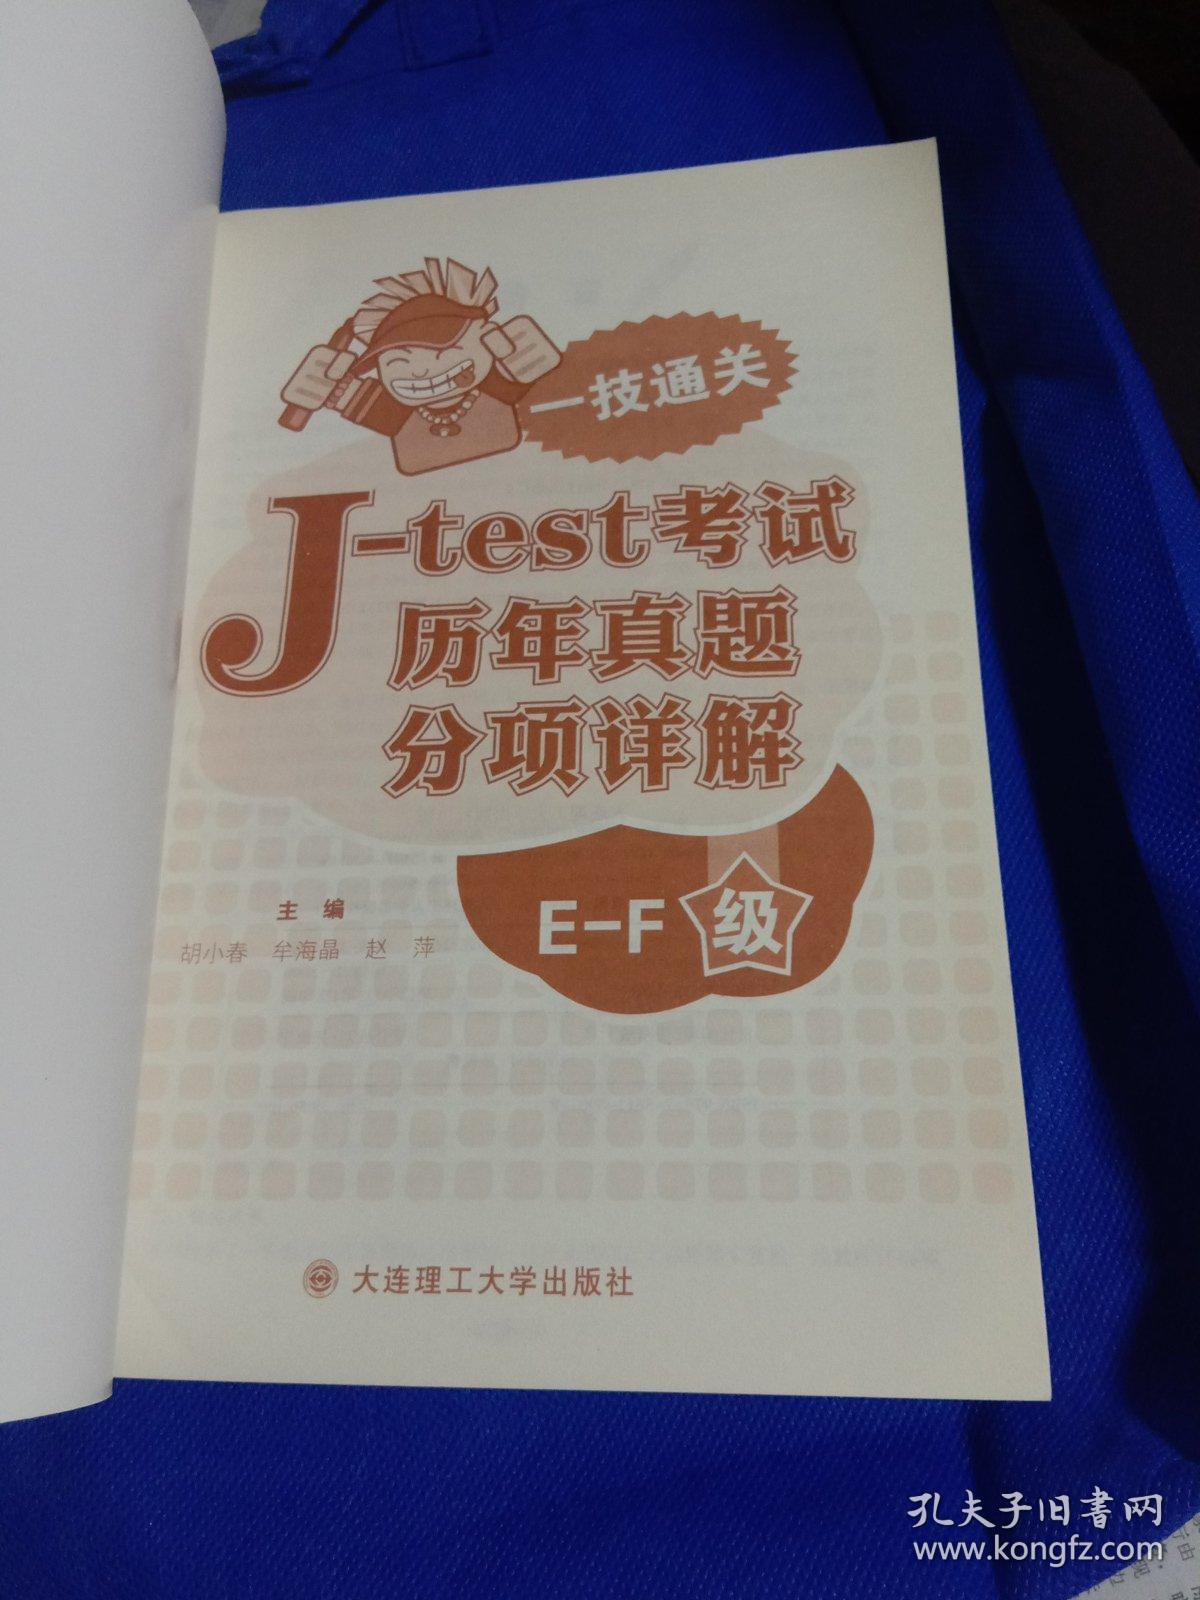 一技通关
J-test考试
历年真题
分项详解
E-F级
主 编
胡小春 牟海晶 赵 萍
大连理工大学出版社
孔夫子旧书网
www.kongfz.com